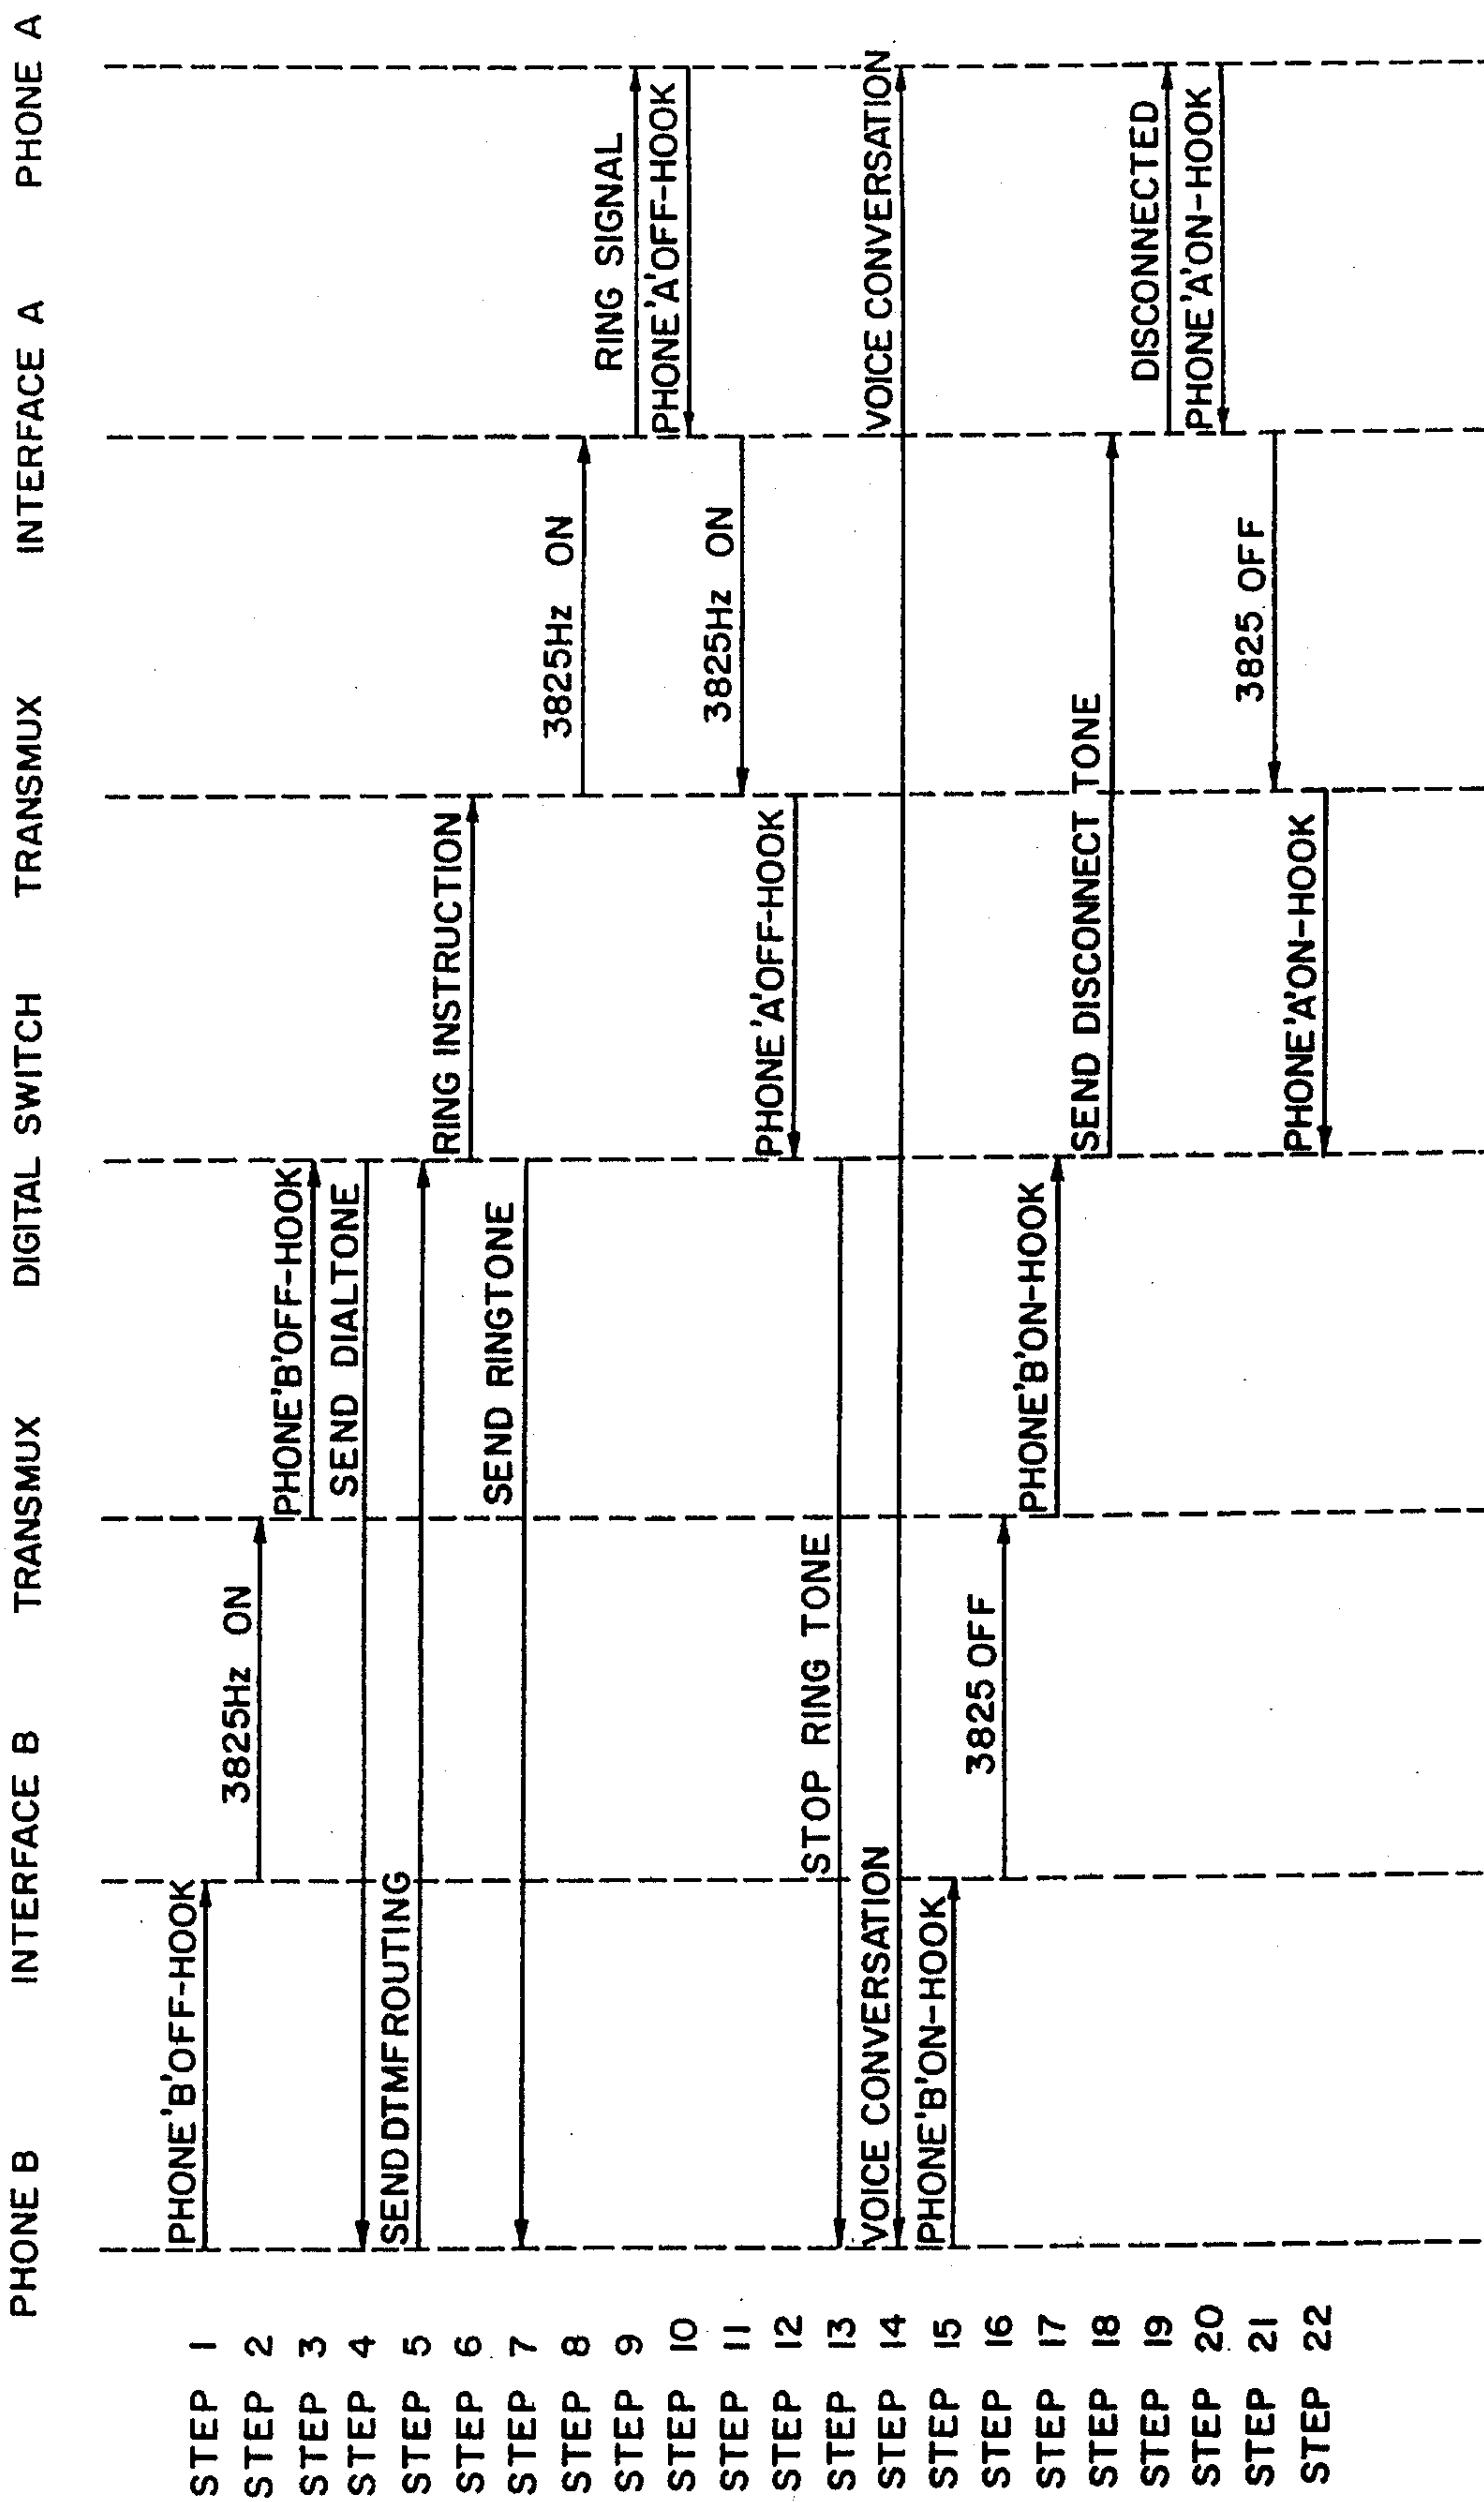 PHONE B INTERFACE B TRANSMUX DIGITAL SWITCH TRANSMUX INTERFACE A PHONE A
STEP 1 PHONE'B'OFF-HOOK
STEP 2 3825Hz ON
STEP 3 PHONE'B'OFF-HOOK
STEP 4 SEND DIALTONE
STEP 5 SEND DTMF ROUTING
STEP 6 RING INSTRUCTION
STEP 7 SEND RINGTONE
STEP 8 3825Hz ON
STEP 9 RING SIGNAL
STEP 10 PHONE'A'OFF-HOOK
STEP 11 3825Hz ON
STEP 12 PHONE'A'OFF-HOOK
STEP 13 STOP RING TONE
STEP 14 VOICE CONVERSATION VOICE CONVERSATION
STEP 15 PHONE'B'ON-HOOK
STEP 16 3825 OFF
STEP 17 PHONE'B'ON-HOOK
STEP 18 SEND DISCONNECT TONE
STEP 19 DISCONNECTED
STEP 20 PHONE'A'ON-HOOK
STEP 21 3825 OFF
STEP 22 PHONE'A'ON-HOOK